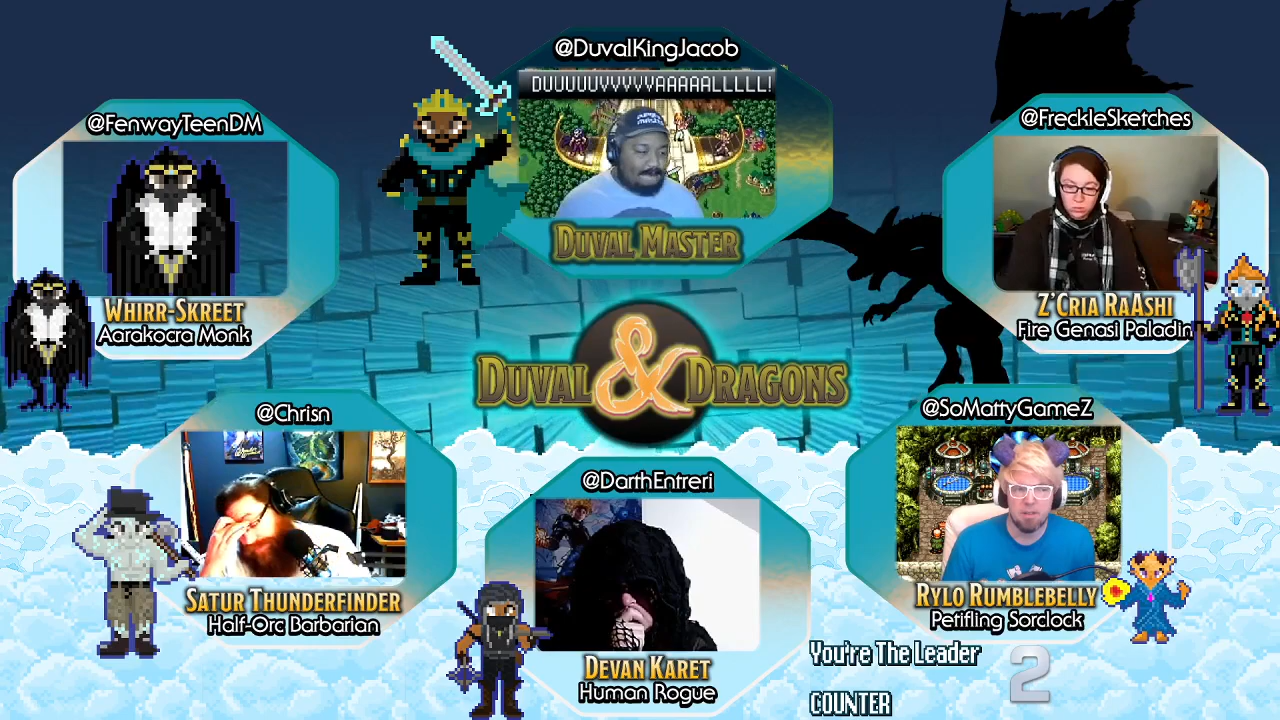 @DuvalKingJacob
DUUUUUVVVVVAAAAALLLLL!
DUVAL MASTER
@FenwayTeenDM
WHIRR-SKREET
Aarakocra Monk
@FreckleSketches
Z'CRIA RAASHI
Fire Genasi Paladin
DUVAL & DRAGONS
@Chrisn
SATUR THUNDERFINDER
Half-Orc Barbarian
@DarthEntreri
DEVAN KARET
Human Rogue
@SoMattyGameZ
RYLO RUMBLEBELLY
Petifling Sorclock
You're The Leader
COUNTER
2